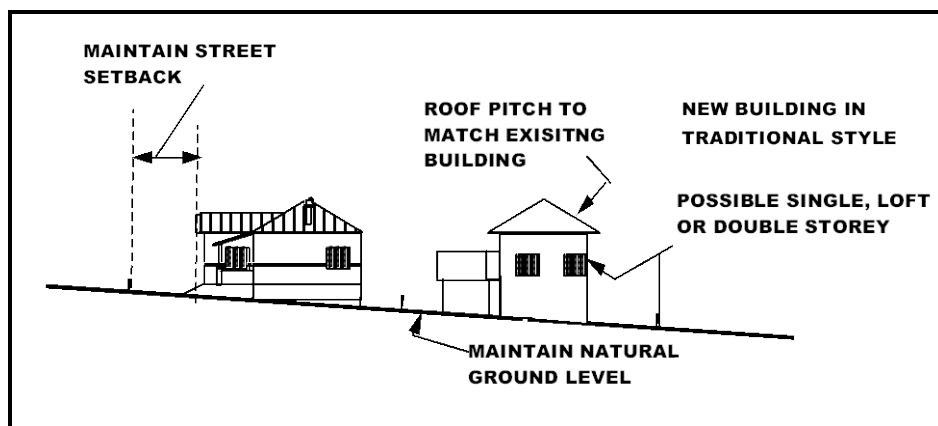 MAINTAIN STREET
SETBACK
ROOF PITCH TO
MATCH EXISITNG
BUILDING
NEW BUILDING IN
TRADITIONAL STYLE
POSSIBLE SINGLE, LOFT
OR DOUBLE STOREY
MAINTAIN NATURAL
GROUND LEVEL